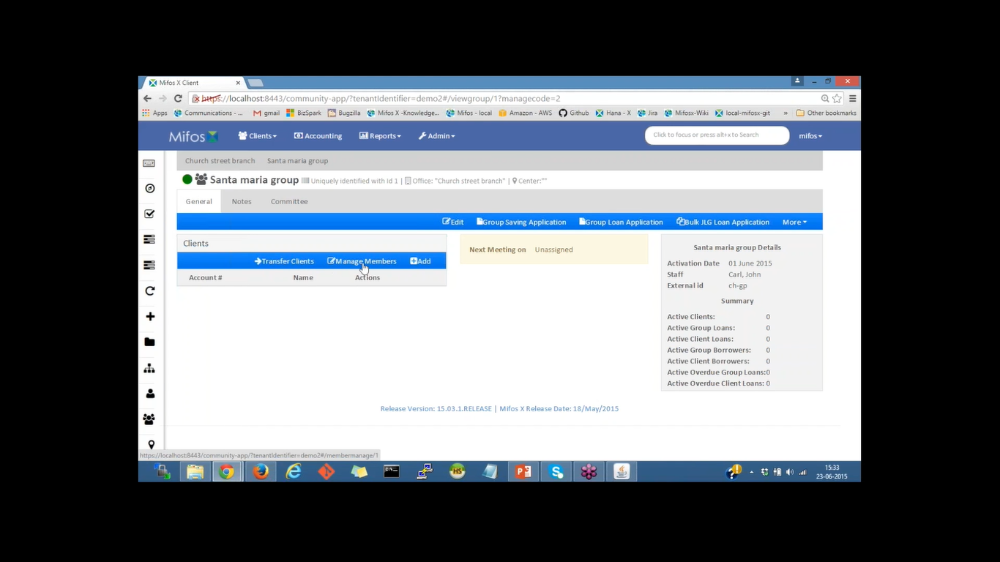 Mifos X Client
https://localhost:8443/community-app/?tenantIdentifier=demo2#/viewgroup/1?managecode=2
Apps Communications - ... gmail BizSpark Bugzilla Mifos X -Knowledge... Mifos - local Amazon - AWS Github Hana - X Jira Mifosx-Wiki local-mifosx-git » Other bookmarks
Mifos Clients Accounting Reports Admin Click to focus or press alt+x to Search mifos
Church street branch Santa maria group
Santa maria group Uniquely identified with Id 1 | Office: "Church street branch" | Center:""
General Notes Committee
Edit Group Saving Application Group Loan Application Bulk JLG Loan Application More
Clients
Transfer Clients Manage Members Add
Account # Name Actions
Next Meeting on Unassigned
Santa maria group Details
Activation Date 01 June 2015
Staff Carl, John
External id ch-gp
Summary
Active Clients: 0
Active Group Loans: 0
Active Client Loans: 0
Active Group Borrowers: 0
Active Client Borrowers: 0
Active Overdue Group Loans:0
Active Overdue Client Loans: 0
Release Version: 15.03.1.RELEASE | Mifos X Release Date: 18/May/2015
https://localhost:8443/community-app/?tenantIdentifier=demo2#/membermanage/1
HS
15:33
23-06-2015